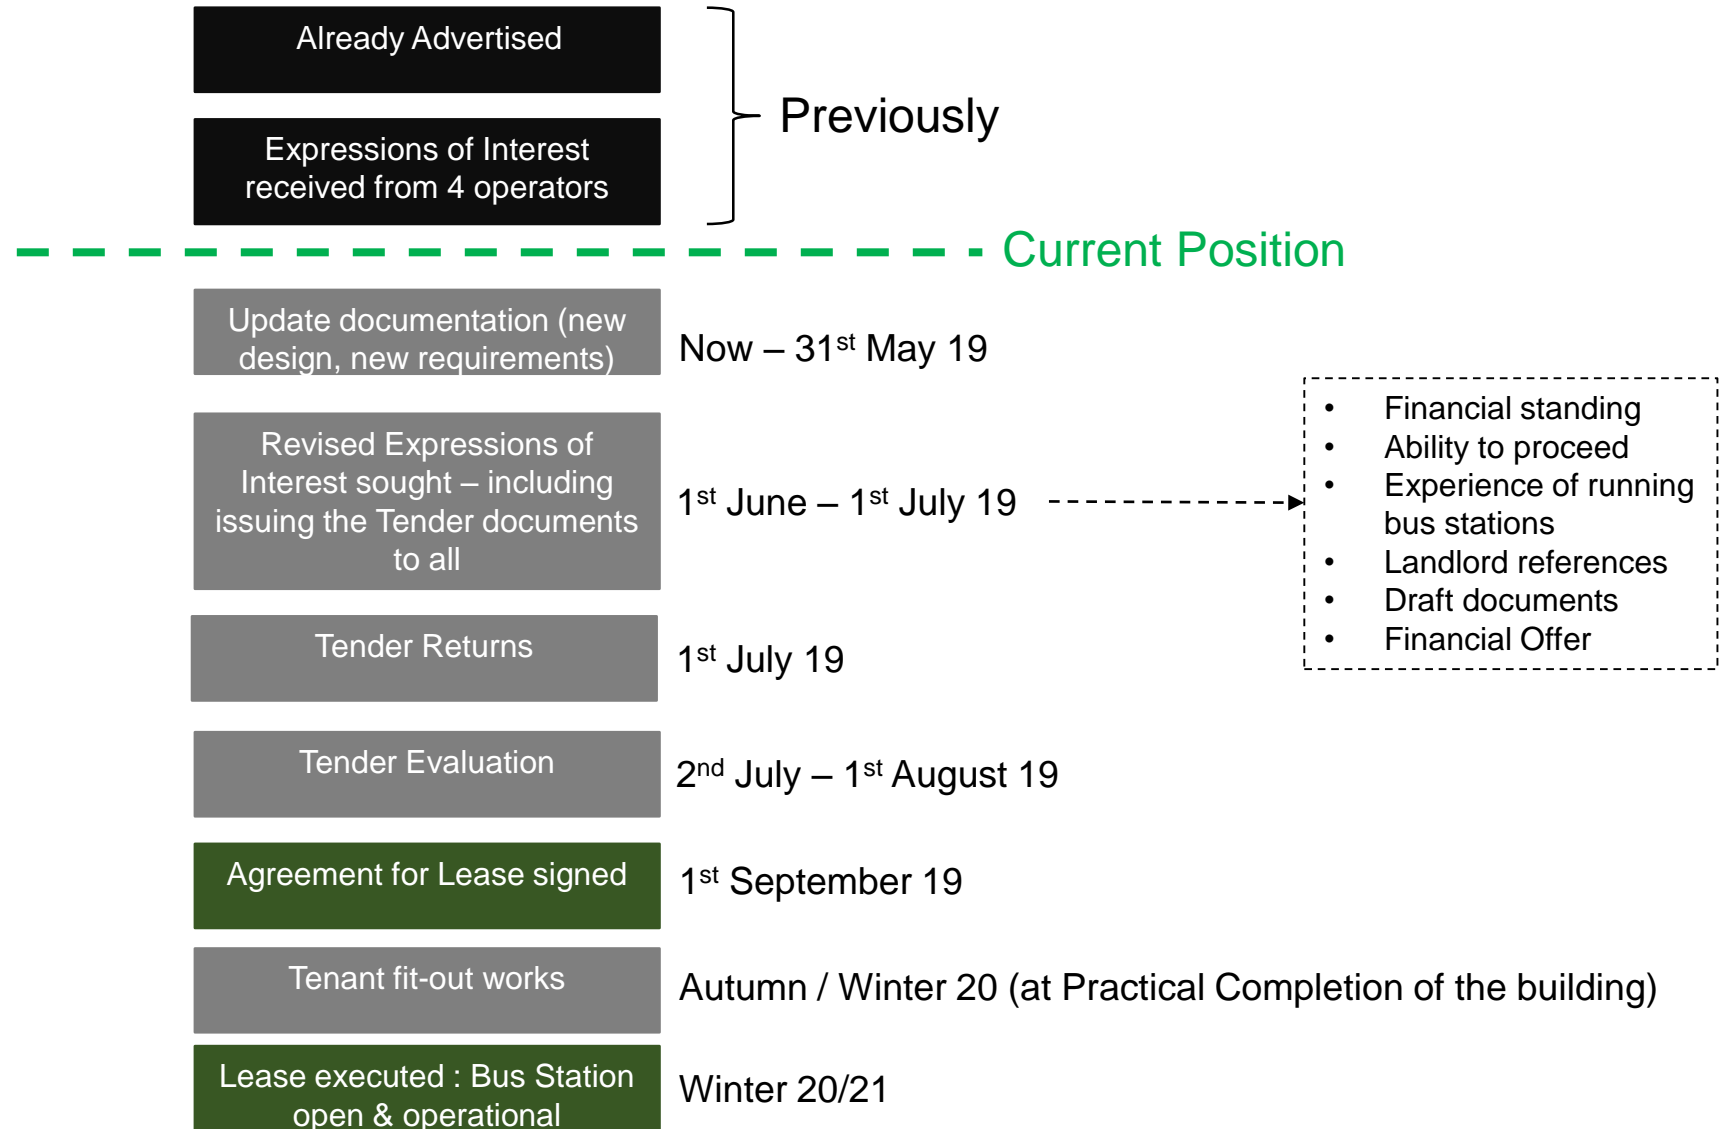 Already Advertised
Expressions of Interest
received from 4 operators
Previously
Current Position
Update documentation (new
design, new requirements)
Now – 31st May 19
Revised Expressions of
Interest sought – including
issuing the Tender documents
to all
1st June – 1st July 19
• Financial standing
• Ability to proceed
• Experience of running
bus stations
• Landlord references
• Draft documents
• Financial Offer
Tender Returns
1st July 19
Tender Evaluation
2nd July – 1st August 19
Agreement for Lease signed
1st September 19
Tenant fit-out works
Autumn / Winter 20 (at Practical Completion of the building)
Lease executed : Bus Station
open & operational
Winter 20/21